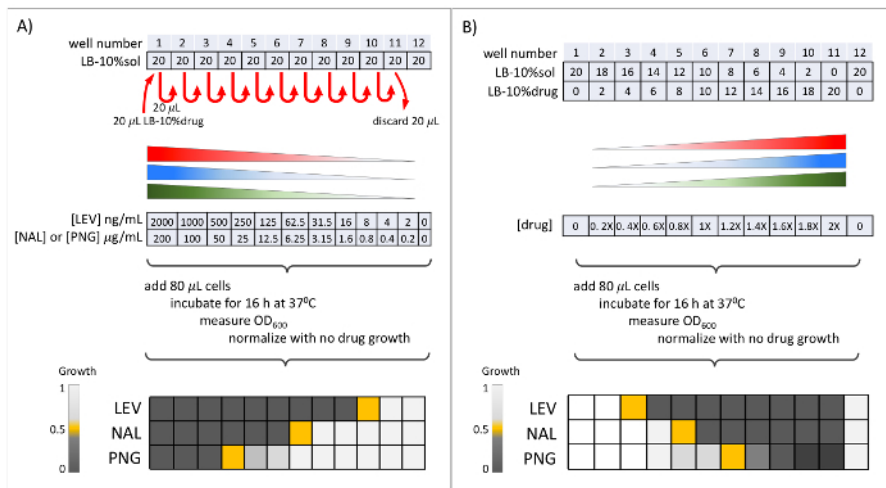 A)
well number 1 2 3 4 5 6 7 8 9 10 11 12
LB-10%sol 20 20 20 20 20 20 20 20 20 20 20 20
20 µL
20 µL LB-10%drug
discard 20 µL
[LEV] ng/mL 2000 1000 500 250 125 62.5 31.5 16 8 4 2 0
[NAL] or [PNG] µg/mL 200 100 50 25 12.5 6.25 3.15 1.6 0.8 0.4 0.2 0
add 80 µL cells
incubate for 16 h at 37⁰C
measure OD₆₀₀
normalize with no drug growth
Growth
1
0.5
0
LEV
NAL
PNG
B)
well number 1 2 3 4 5 6 7 8 9 10 11 12
LB-10%sol 20 18 16 14 12 10 8 6 4 2 0 20
LB-10%drug 0 2 4 6 8 10 12 14 16 18 20 0
[drug] 0 0. 2X 0. 4X 0. 6X 0.8X 1X 1.2X 1.4X 1.6X 1.8X 2X 0
add 80 µL cells
incubate for 16 h at 37⁰C
measure OD₆₀₀
normalize with no drug growth
Growth
1
0.5
0
LEV
NAL
PNG